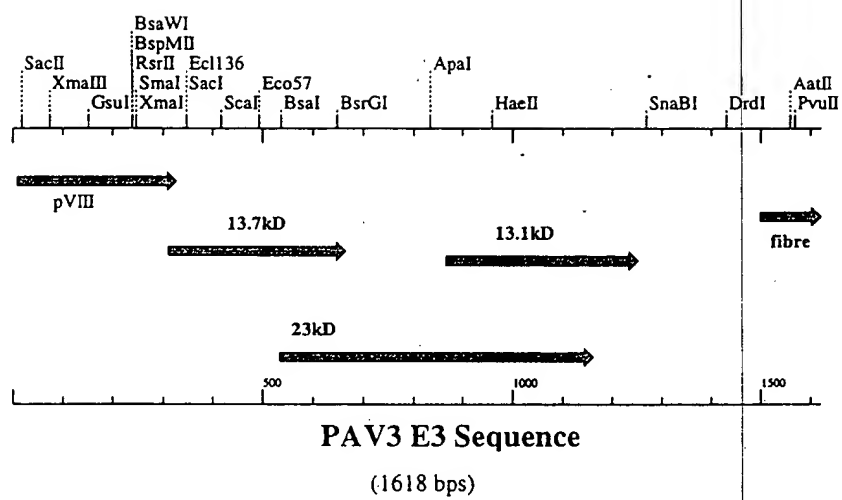 BsaWI
BspMII
SacII RsrII Ecl136 ApaI AatII
XmaIII SmaI SacI Eco57
GsuI XmaI ScaI BsaI BsrGI HaeII SnaBI DrdI PvuII
pVIII
13.7kD 13.1kD
fibre
23kD
500 1000 1500
PAV3 E3 Sequence
(1618 bps)